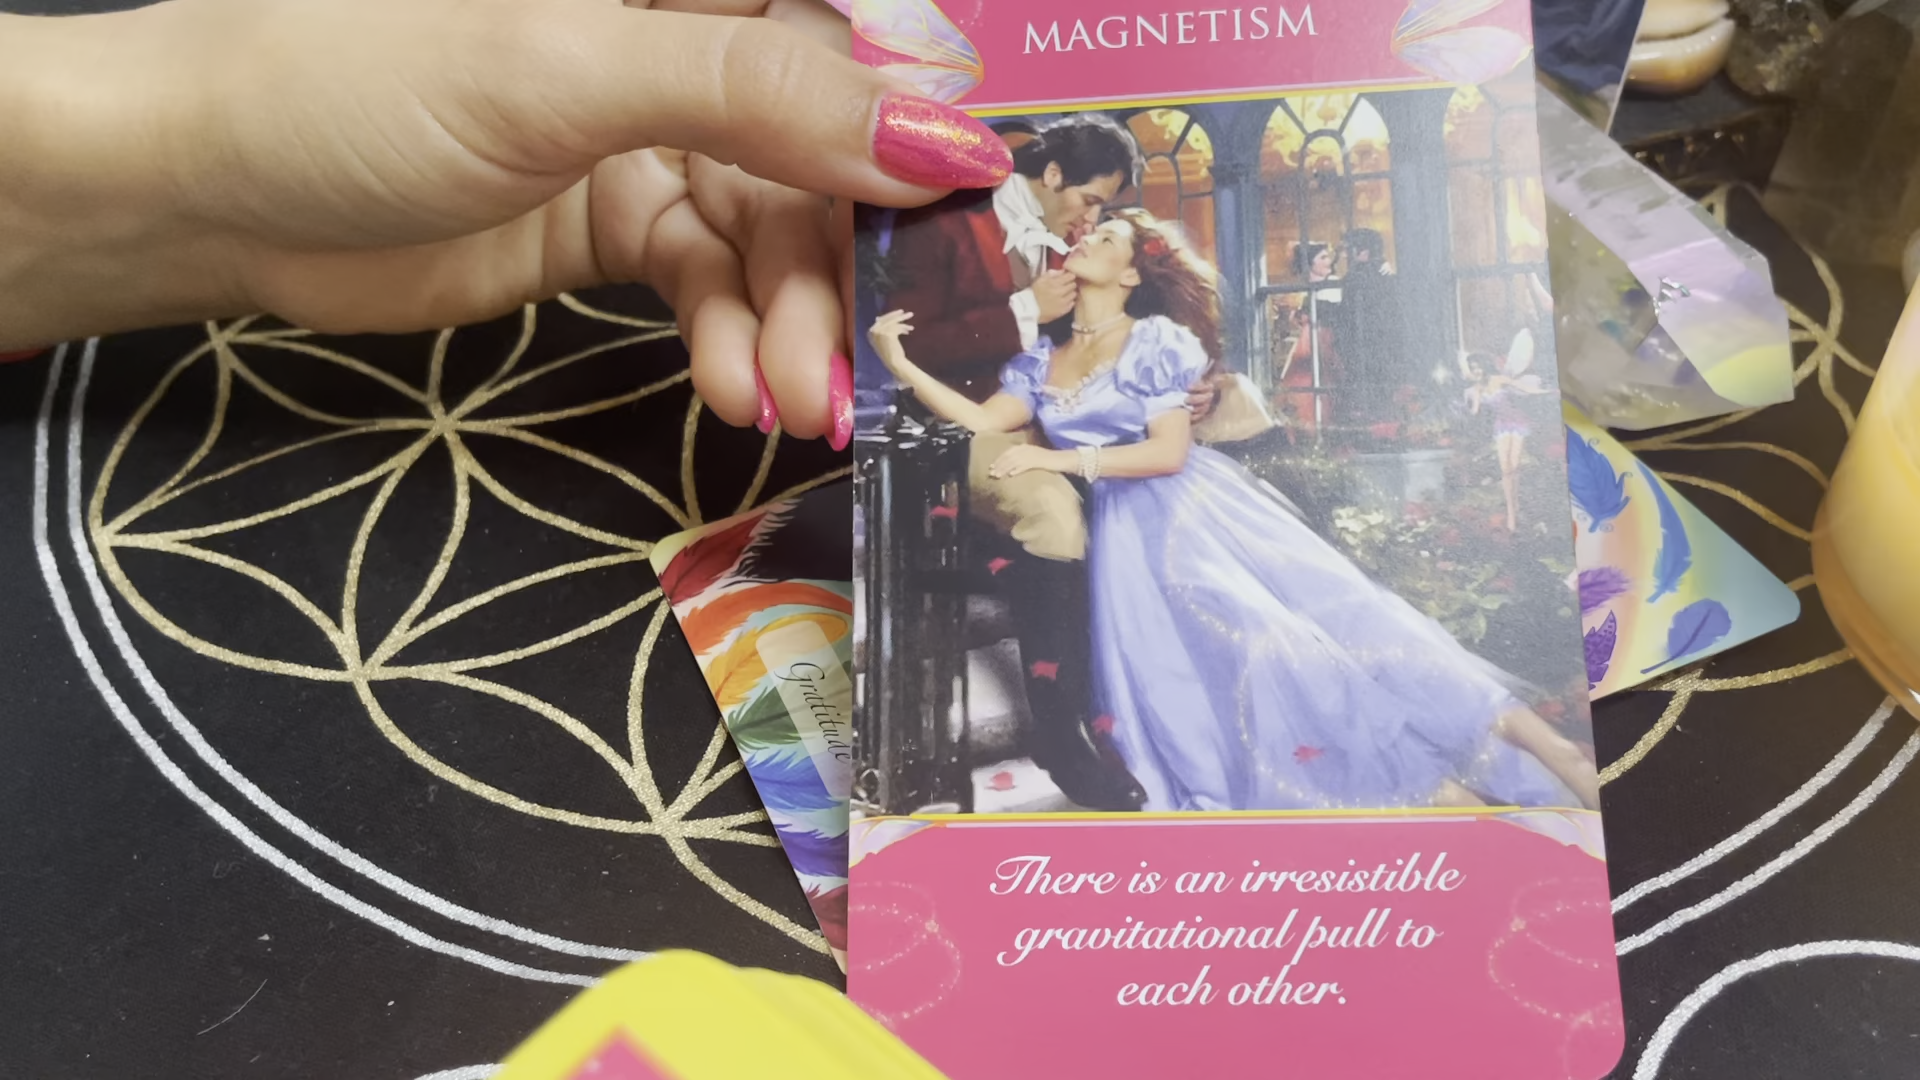 MAGNETISM
Gratitude
There is an irresistible
gravitational pull to
each other.